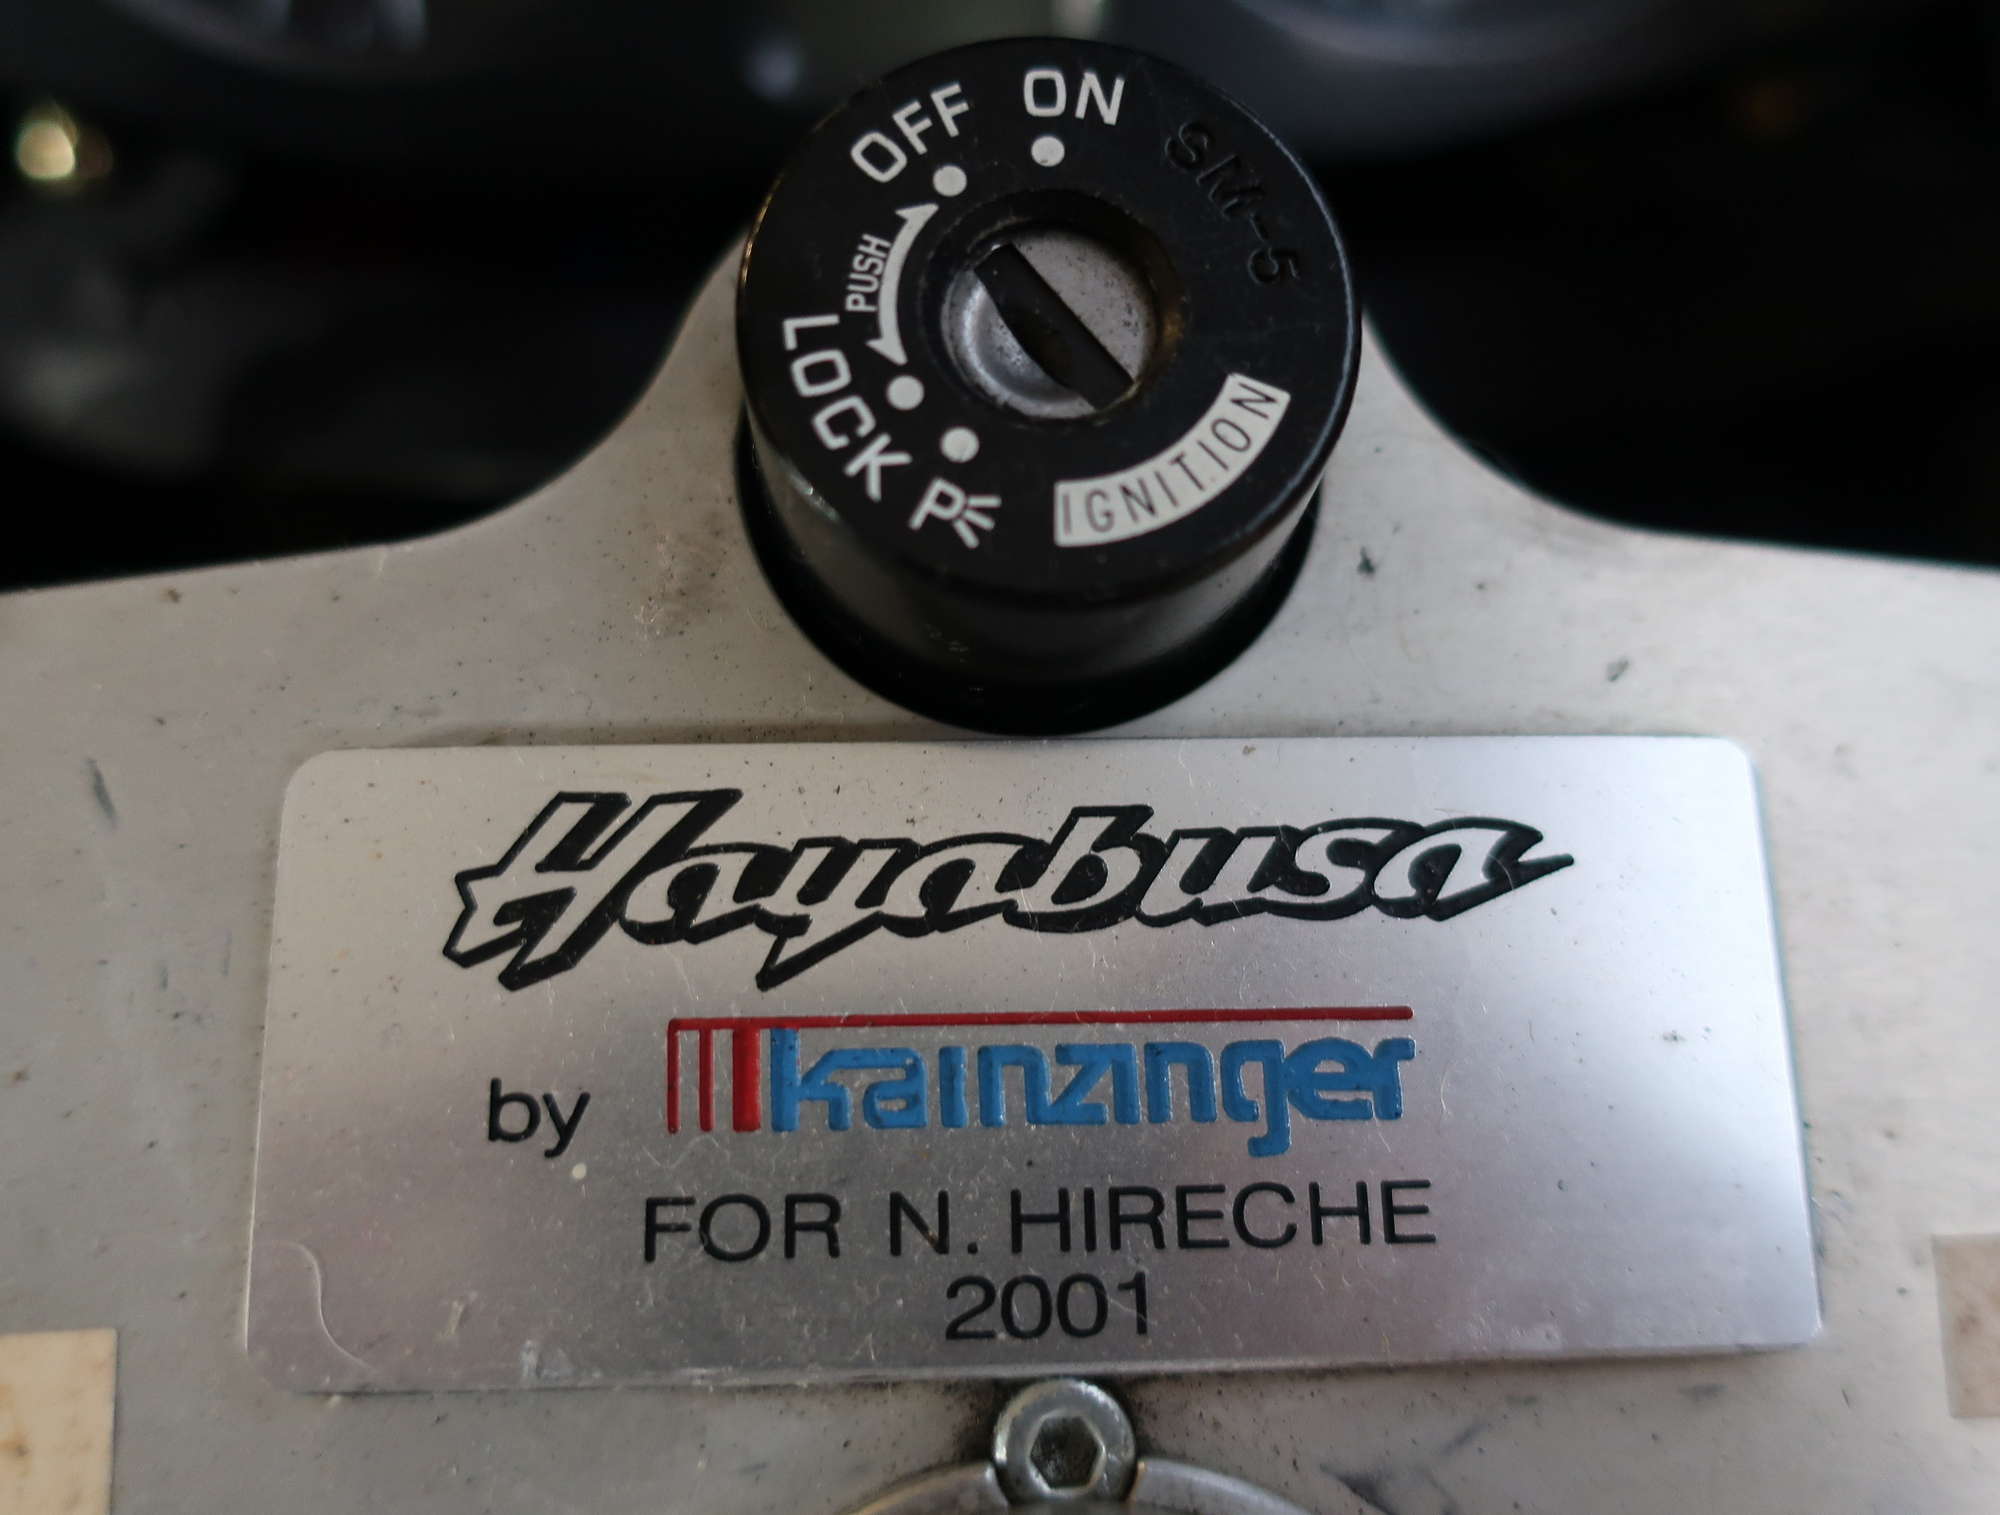 ON
OFF
SM-5
PUSH
LOCK
P
IGNITION
Hayabusa
by kainzinger
FOR N. HIRECHE
2001